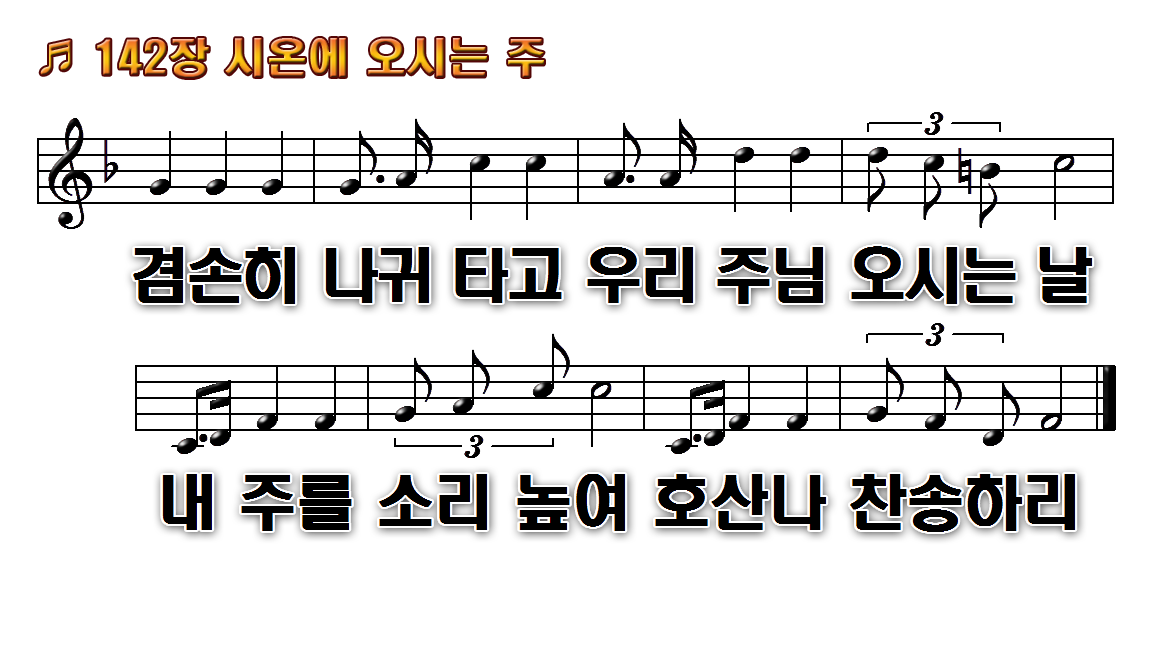 ♬ 142장 시온에 오시는 주
3
겸손히 나귀 타고 우리 주님 오시는 날
3
3
내 주를 소리 높여 호산나 찬송하리